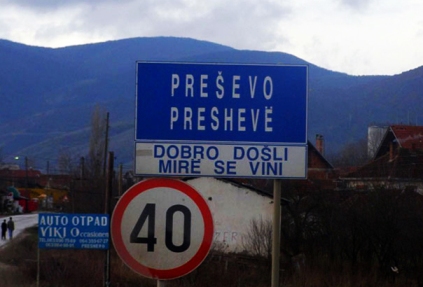 PREŠEVO
PRESHEVË
DOBRO DOŠLI
MIRË SE VINI
40
AUTO OTPAD
VIKI